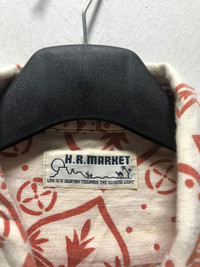 H.R.MARKET
LIFE IS A JOURNEY TOWARDS THE GUIDING LIGHT